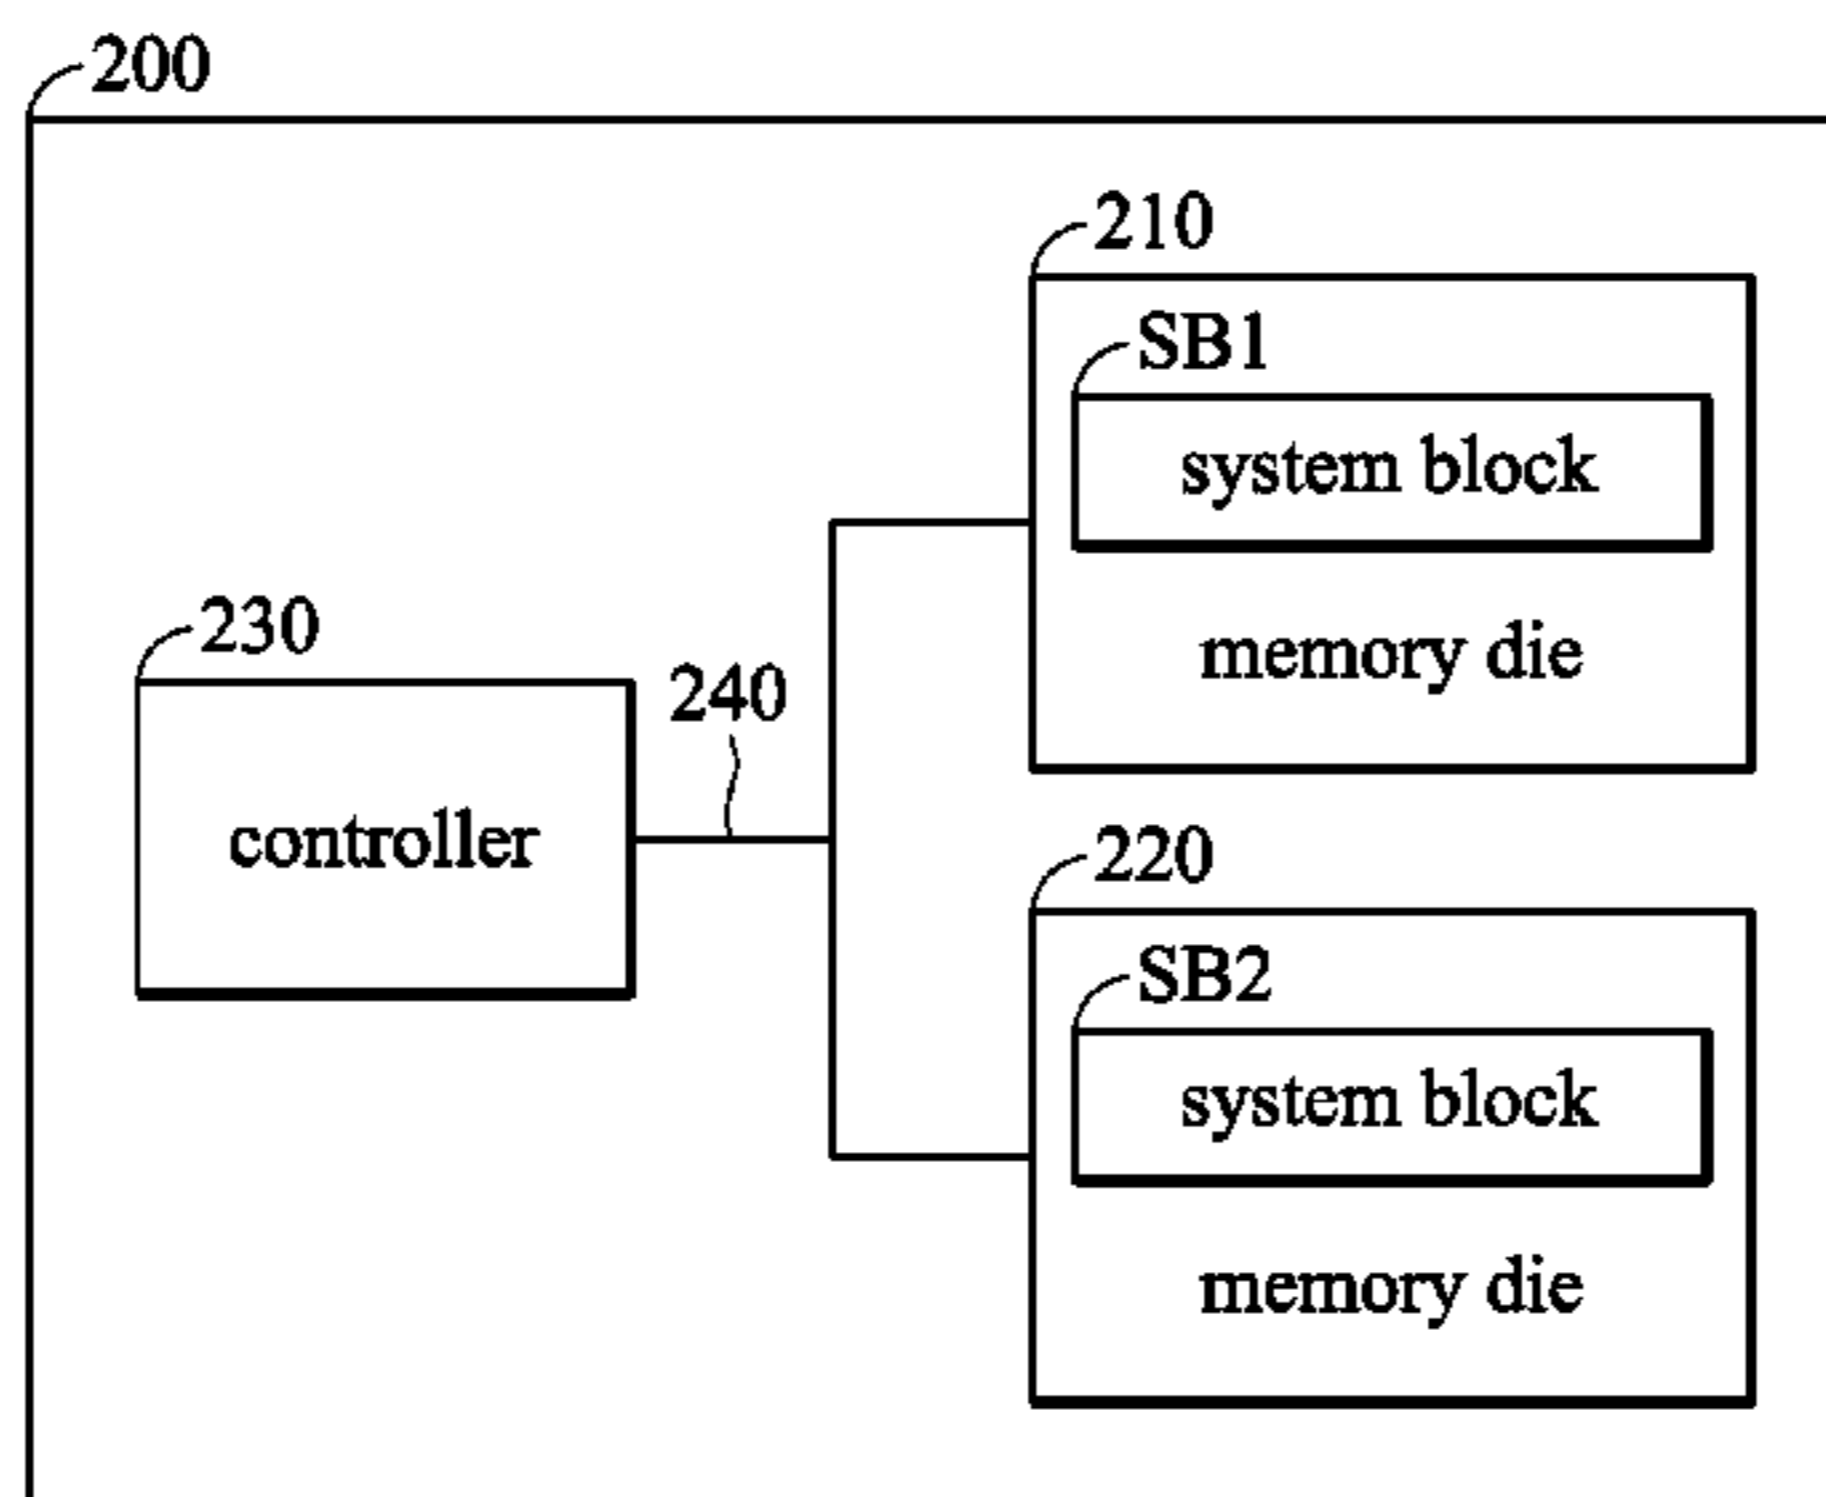 200
210
SB1
system block
memory die
230
240
controller
220
SB2
system block
memory die